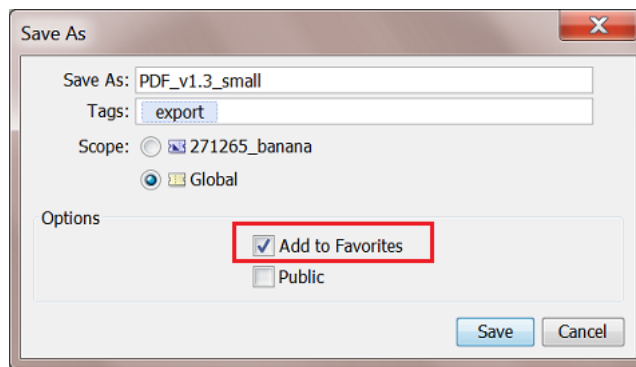 Save As
Save As: PDF_v1.3_small
Tags: export
Scope: 271265_banana
Global
Options
Add to Favorites
Public
Save Cancel